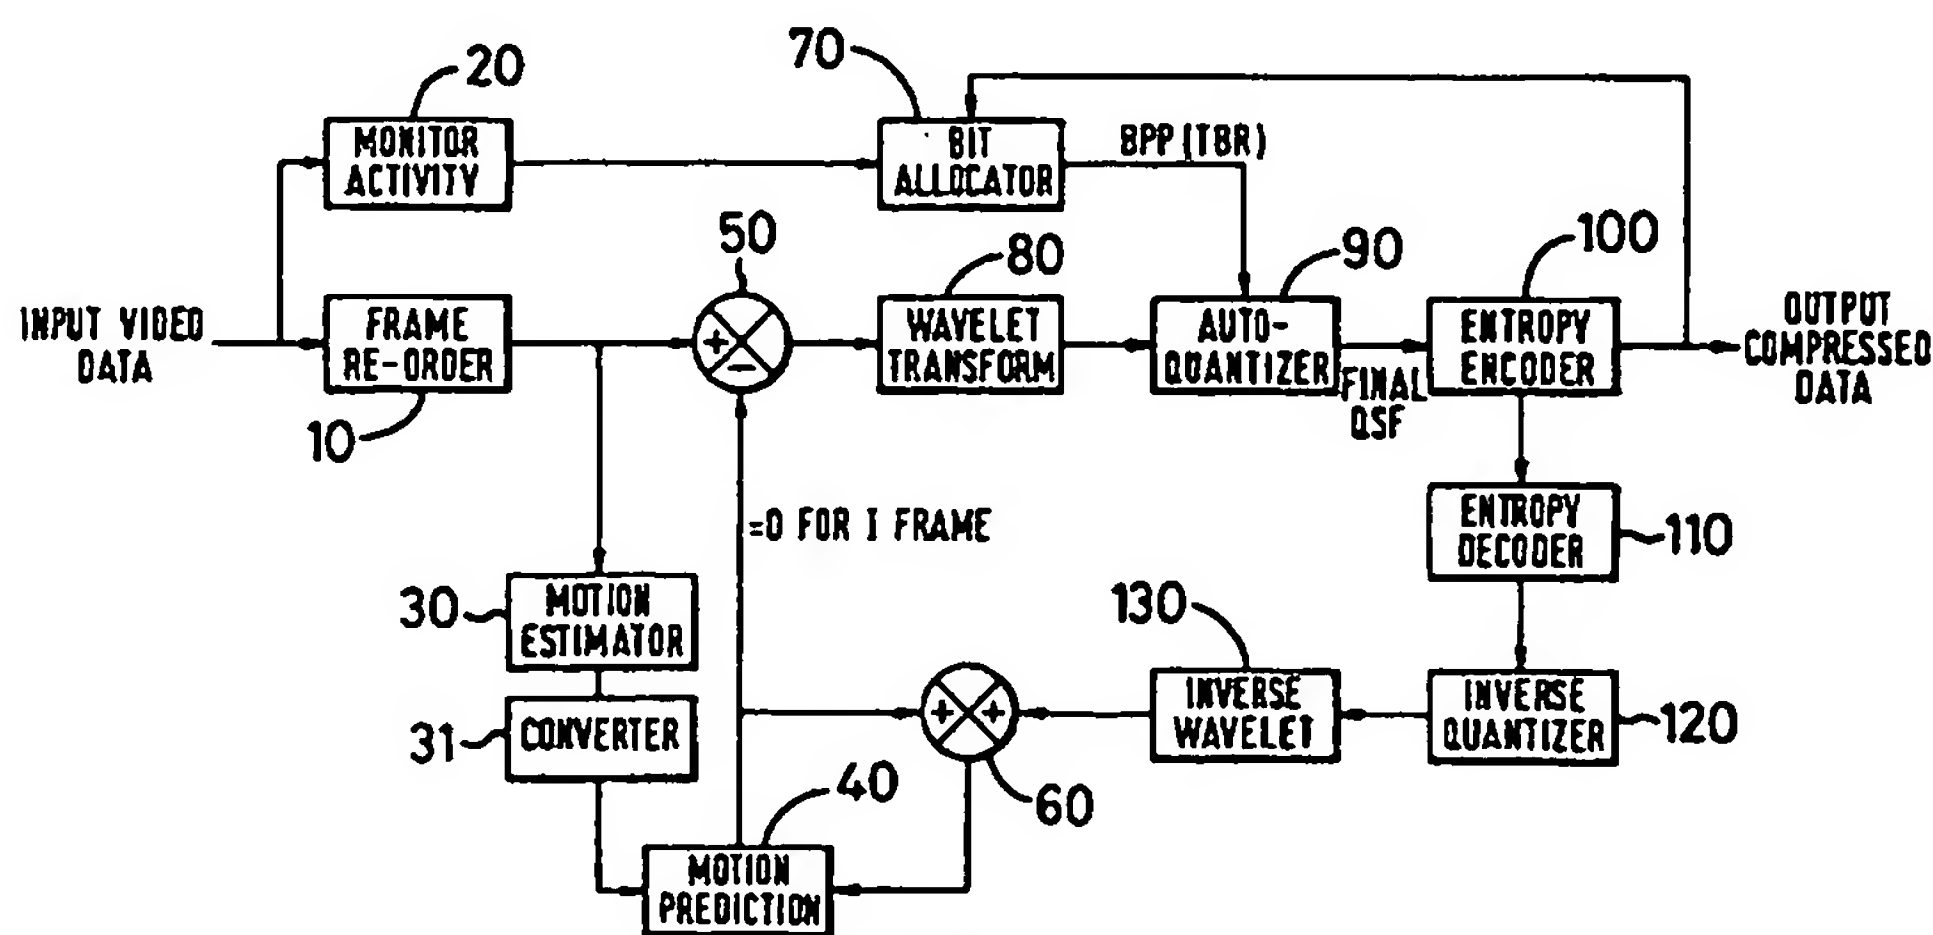 20
70
MONITOR
ACTIVITY
BIT
ALLOCATOR
BPP (TBR)
50
80
90
100
INPUT VIDEO
DATA
FRAME
RE-ORDER
+
−
WAVELET
TRANSFORM
AUTO-
QUANTIZER
FINAL
QSF
ENTROPY
ENCODER
OUTPUT
COMPRESSED
DATA
10
=0 FOR I FRAME
ENTROPY
DECODER
110
30
MOTION
ESTIMATOR
130
31
CONVERTER
+ +
INVERSE
WAVELET
INVERSE
QUANTIZER
120
40
60
MOTION
PREDICTION